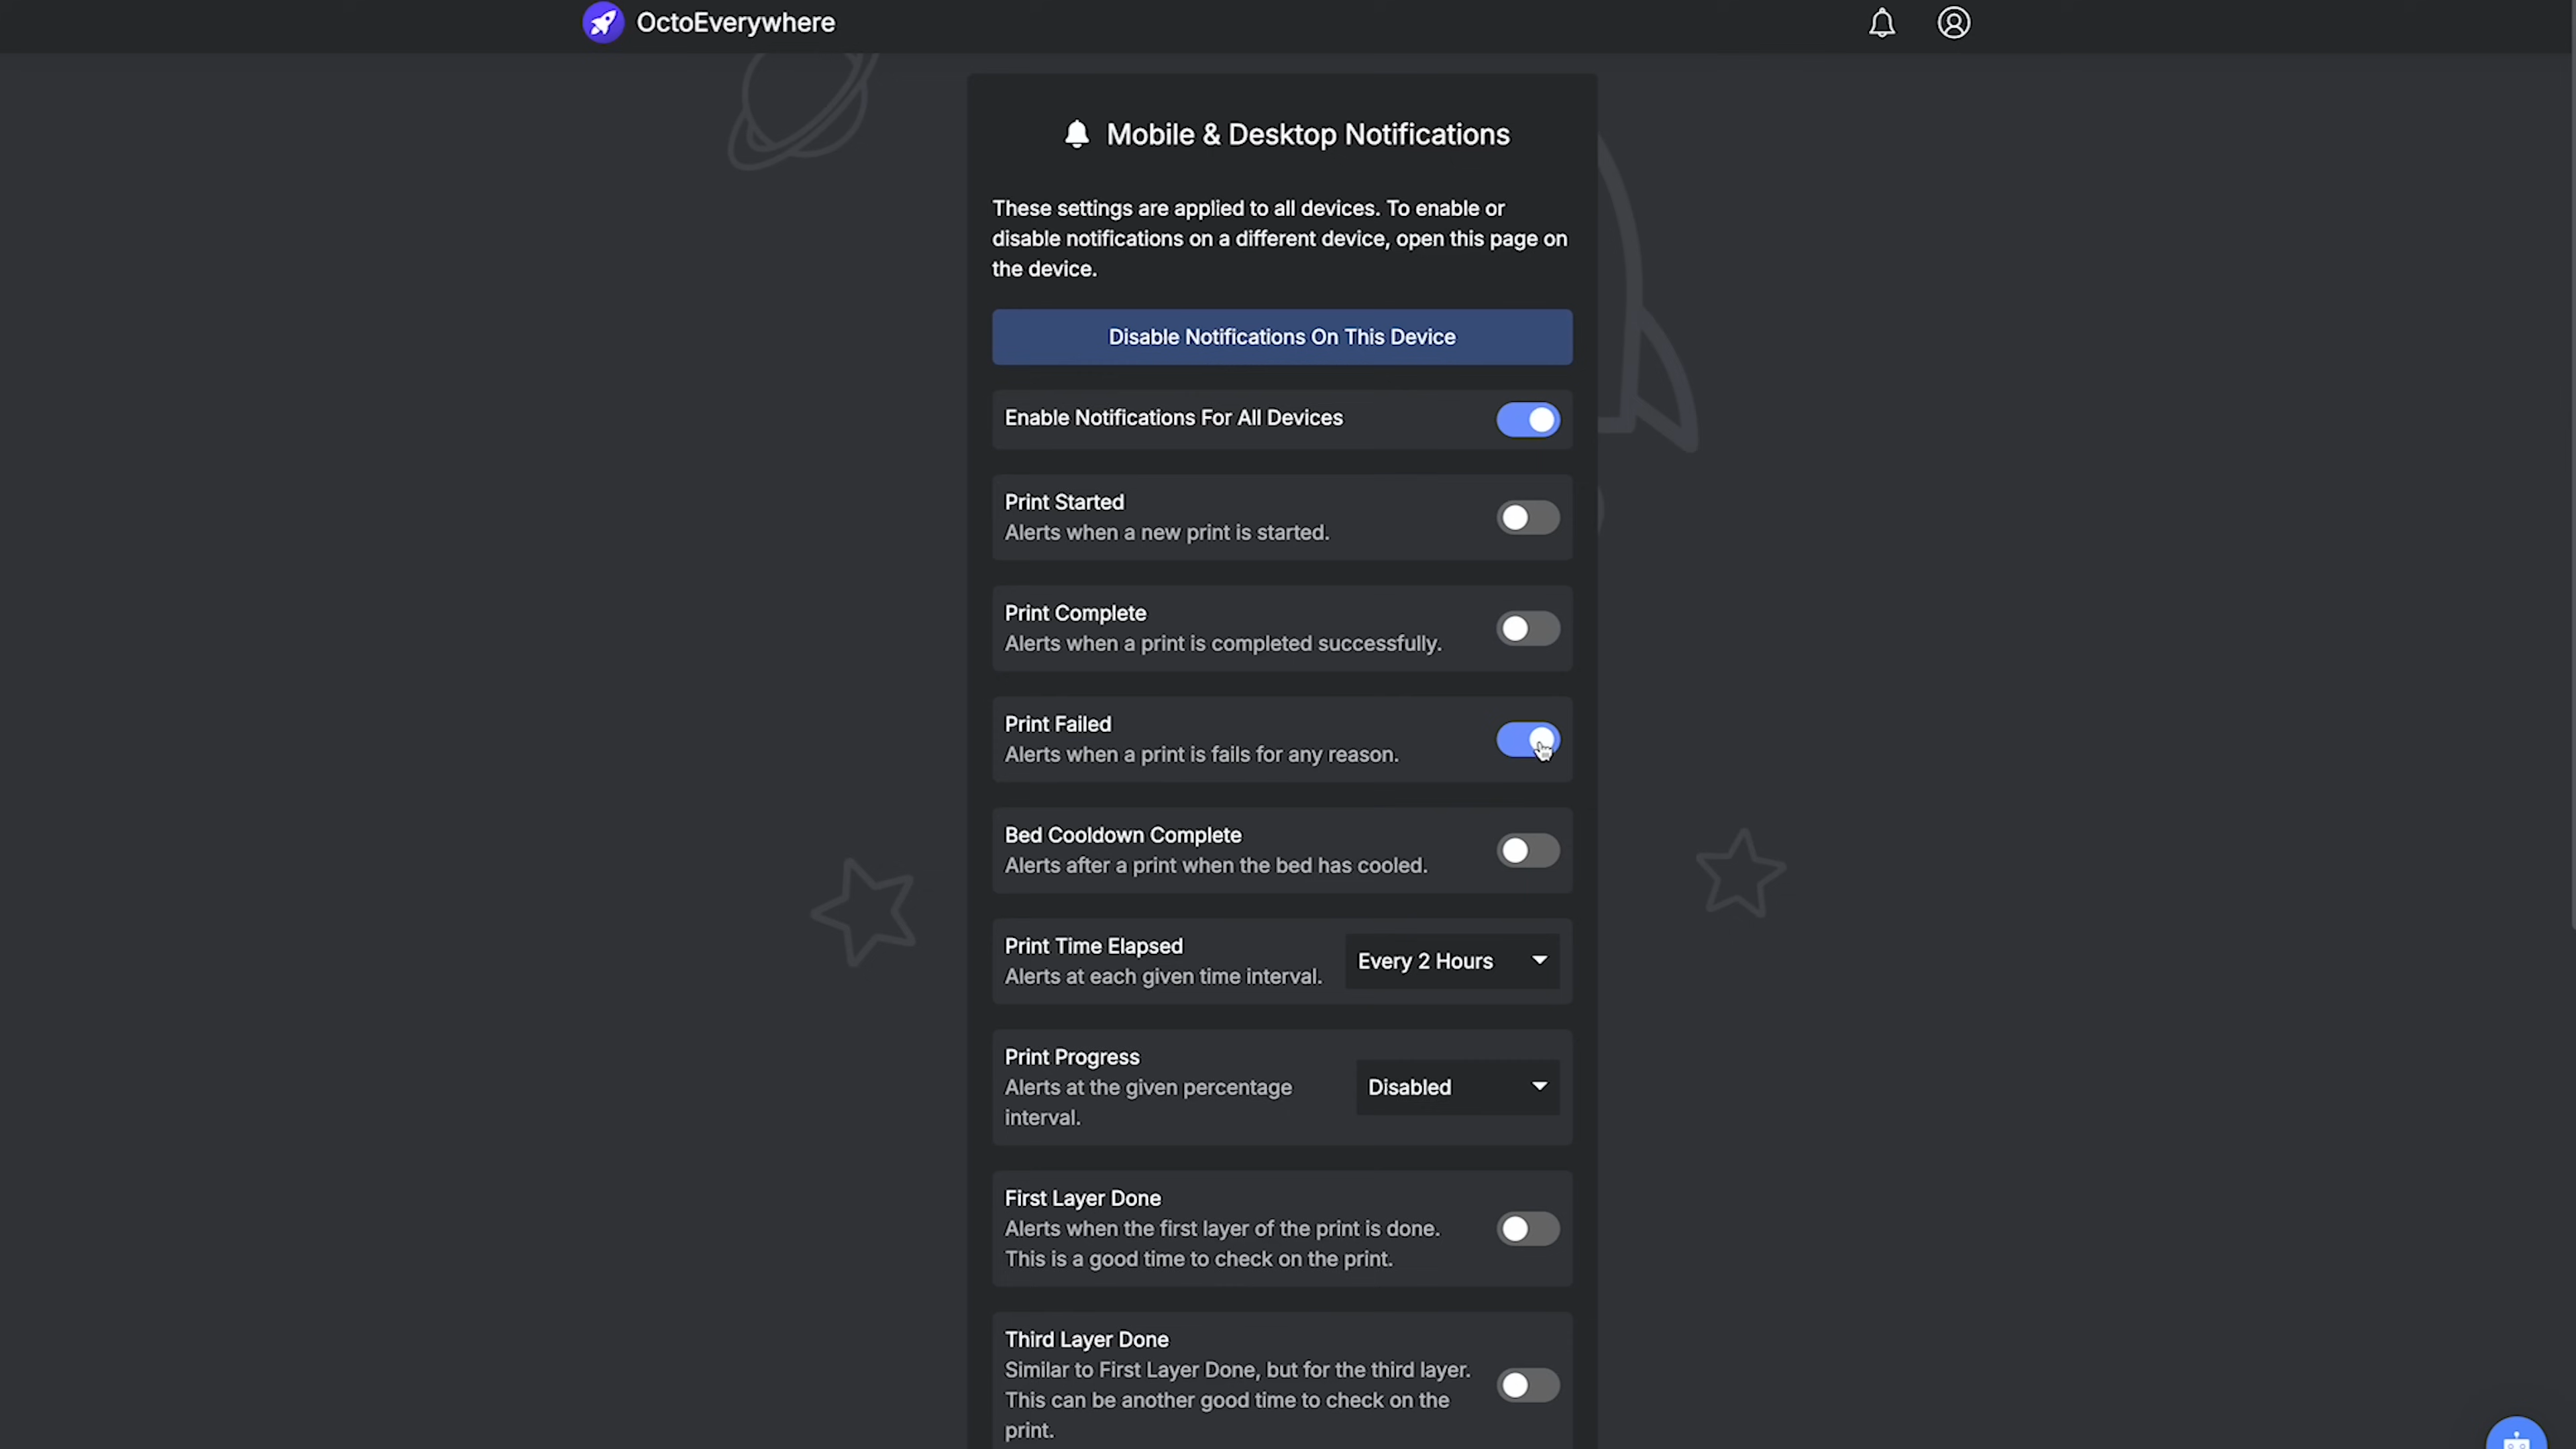 OctoEverywhere
Mobile & Desktop Notifications
These settings are applied to all devices. To enable or
disable notifications on a different device, open this page on
the device.
Disable Notifications On This Device
Enable Notifications For All Devices
Print Started
Alerts when a new print is started.
Print Complete
Alerts when a print is completed successfully.
Print Failed
Alerts when a print is fails for any reason.
Bed Cooldown Complete
Alerts after a print when the bed has cooled.
Print Time Elapsed
Alerts at each given time interval.
Every 2 Hours
Print Progress
Alerts at the given percentage
interval.
Disabled
First Layer Done
Alerts when the first layer of the print is done.
This is a good time to check on the print.
Third Layer Done
Similar to First Layer Done, but for the third layer.
This can be another good time to check on the
print.